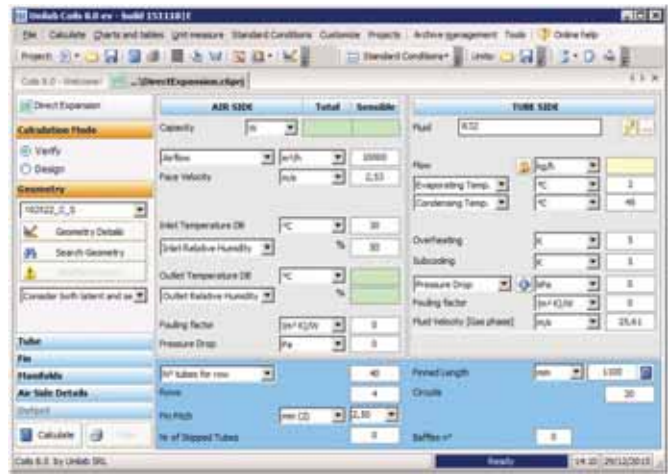 Unilab Coils 8.0 ev - build 151118[C
File Calculate Charts and tables Unit measure Standard Conditions Customize Projects Archive management Tools Online help
Project: Standard Conditions Units:
Coils 8.0 - Welcome! ...\DirectExpansion.c8prj
Direct Expansion
Calculation Mode
Verify
Design
Geometry
Geometry Details
Search Geometry
Consider both latent and se
Tube
Fin
Manifolds
Air Side Details
Output
Calculate
AIR SIDE Total Sensible
Capacity W
Airflow m³/h 10000
Face Velocity m/s 2,53
Inlet Temperature DB °C 30
Inlet Relative Humidity % 50
Outlet Temperature DB °C
Outlet Relative Humidity %
Fouling factor [m² K]/W 0
Pressure Drop Pa 0
TUBE SIDE
Fluid R32
Flow kg/h
Evaporating Temp. °C 2
Condensing Temp. °C
Overheating K 5
Subcooling K
Pressure Drop kPa 0
Fouling factor [m² K]/W 0
Fluid Velocity [Gas phase] m/s 25,61
N° tubes for row 40
Rows 4
Fin Pitch mm 2,50
Nr of Skipped Tubes 0
Finned Length mm 1100
Circuits 20
Baffles n° 0
Coils 8.0 by Unilab SRL Ready 14:10 29/12/2015